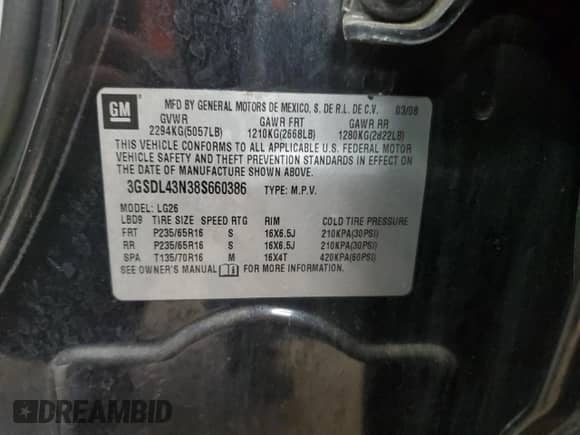 GM
MFD BY GENERAL MOTORS DE MEXICO, S. DE R.L. DE C.V. 03/08
GVWR GAWR FRT GAWR RR
2294KG(5057LB) 1210KG(2668LB) 1280KG(2822LB)
THIS VEHICLE CONFORMS TO ALL APPLICABLE U.S. FEDERAL MOTOR
VEHICLE SAFETY AND THEFT PREVENTION STANDARDS IN EFFECT ON
THE DATE OF MANUFACTURE SHOWN ABOVE.
3GSDL43N38S660386 TYPE: M.P.V.
MODEL: LG26
LBD9 TIRE SIZE SPEED RTG RIM COLD TIRE PRESSURE
FRT P235/65R16 S 16X6.5J 210KPA(30PSI)
RR P235/65R16 S 16X6.5J 210KPA(30PSI)
SPA T135/70R16 M 16X4T 420KPA(60PSI)
SEE OWNER'S MANUAL FOR MORE INFORMATION.
DREAMBID